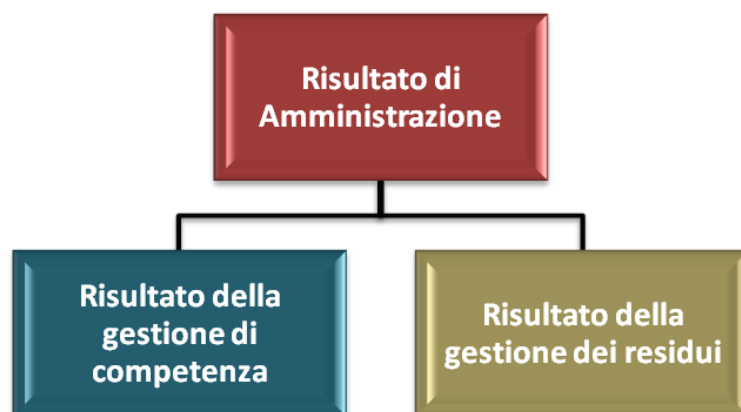 Risultato di
Amministrazione
Risultato della
gestione di
competenza
Risultato della
gestione dei residui